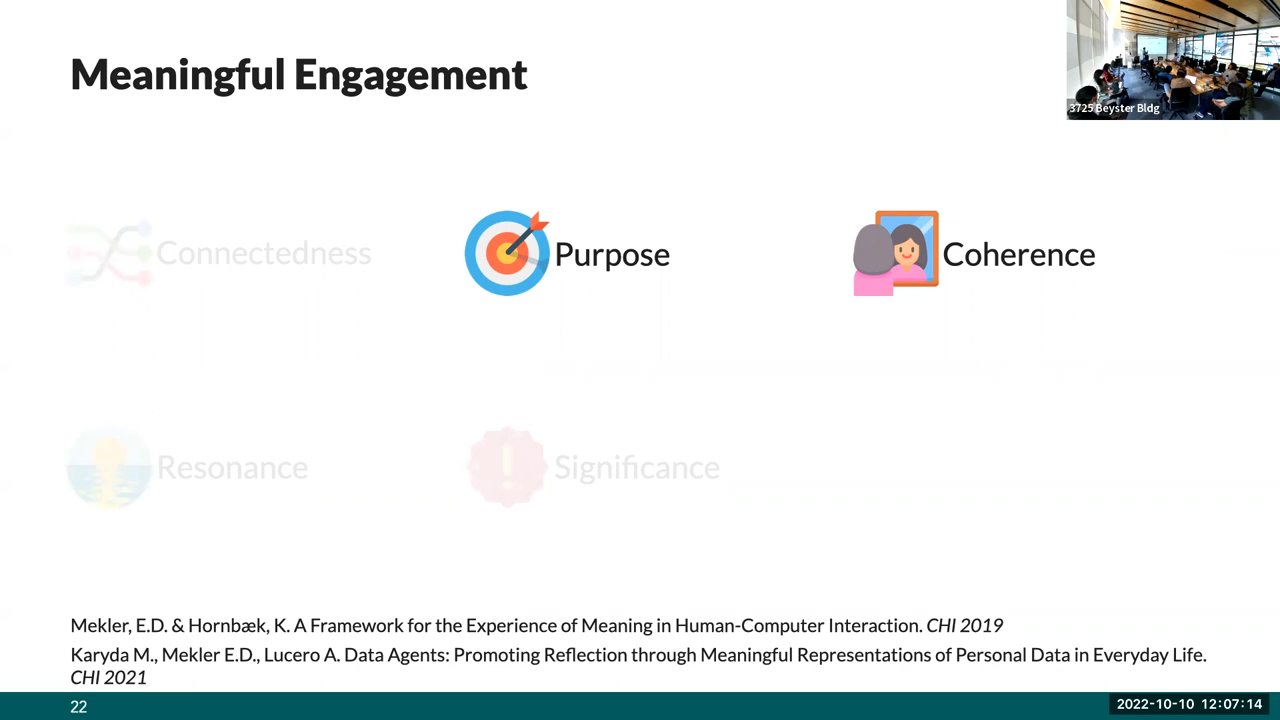 Meaningful Engagement
3725 Beyster Bldg
Connectedness
Purpose
Coherence
Resonance
Significance
Mekler, E.D. & Hornbæk, K. A Framework for the Experience of Meaning in Human-Computer Interaction. CHI 2019
Karyda M., Mekler E.D., Lucero A. Data Agents: Promoting Reflection through Meaningful Representations of Personal Data in Everyday Life.
CHI 2021
22
2022-10-10 12:07:14